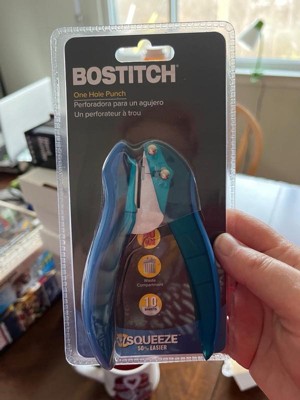 BOSTITCH
One Hole Punch
Perforadora para un agujero
Un perforateur à trou
10
SQUEEZE
50% EASIER